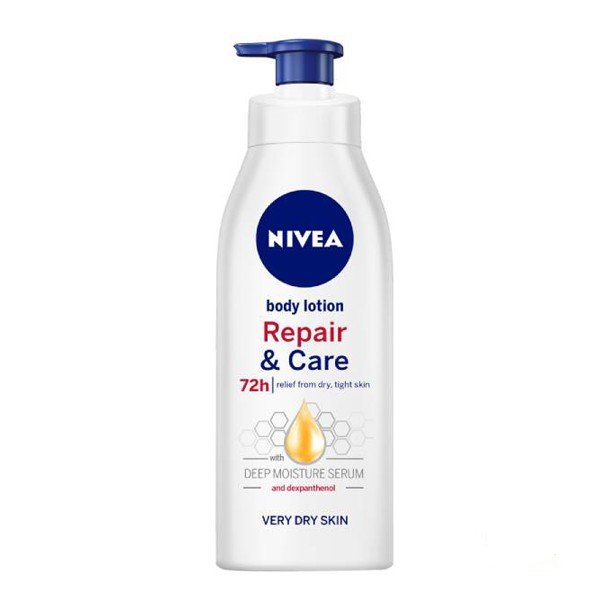 NIVEA
body lotion
Repair
& Care
72h | relief from dry, tight skin
with
DEEP MOISTURE SERUM
and dexpanthenol
VERY DRY SKIN